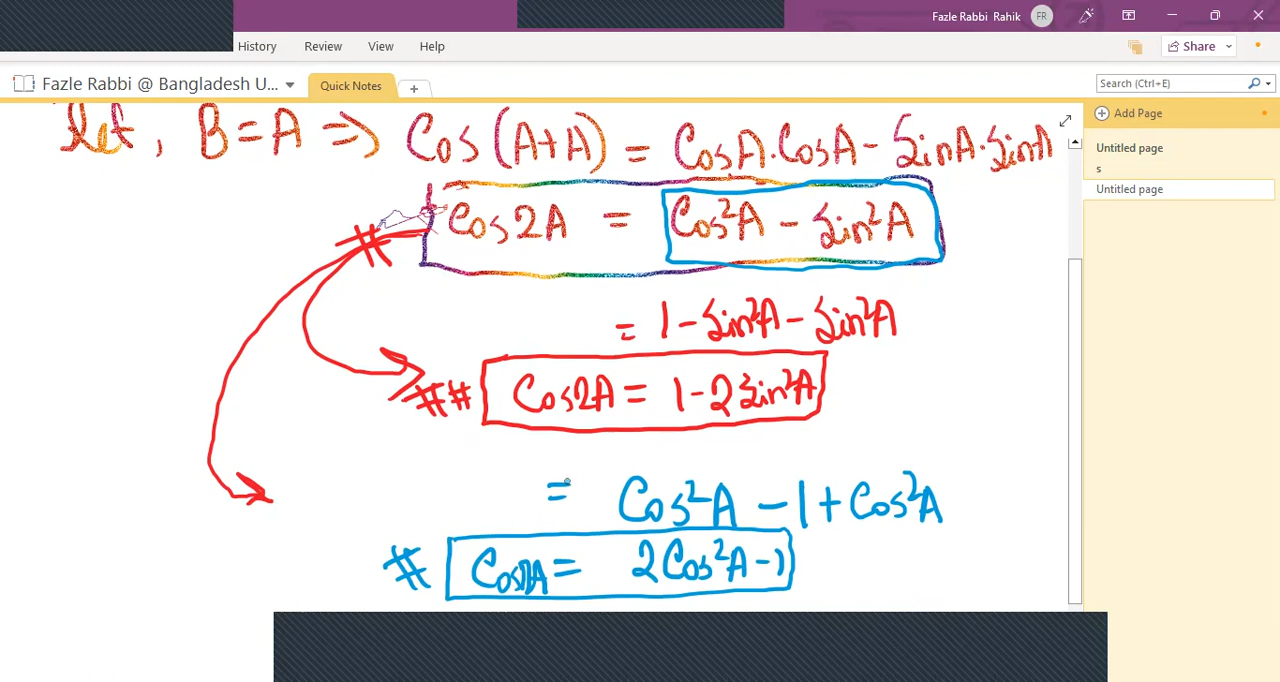 Fazle Rabbi Rahik FR
History Review View Help Share
Fazle Rabbi @ Bangladesh U... Quick Notes + Search (Ctrl+E)
Add Page
Untitled page
s
Untitled page
let, B=A => Cos(A+A) = CosA.CosA - SinA.SinA
Cos2A = Cos²A - Sin²A
= 1 - Sin²A - Sin²A
## Cos2A = 1 - 2Sin²A
= Cos²A - 1 + Cos²A
# Cos2A = 2Cos²A - 1